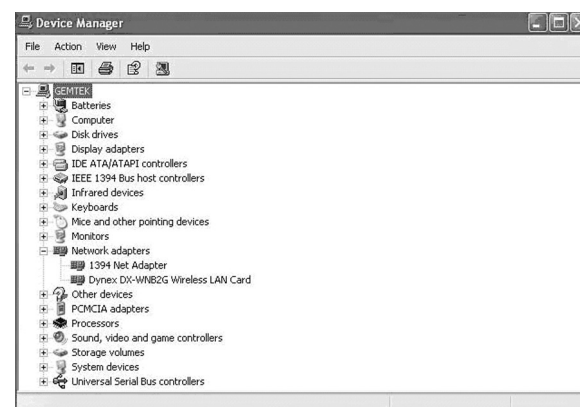 Device Manager
File Action View Help
GEMTEK
Batteries
Computer
Disk drives
Display adapters
IDE ATA/ATAPI controllers
IEEE 1394 Bus host controllers
Infrared devices
Keyboards
Mice and other pointing devices
Monitors
Network adapters
1394 Net Adapter
Dynex DX-WNB2G Wireless LAN Card
Other devices
PCMCIA adapters
Processors
Sound, video and game controllers
Storage volumes
System devices
Universal Serial Bus controllers